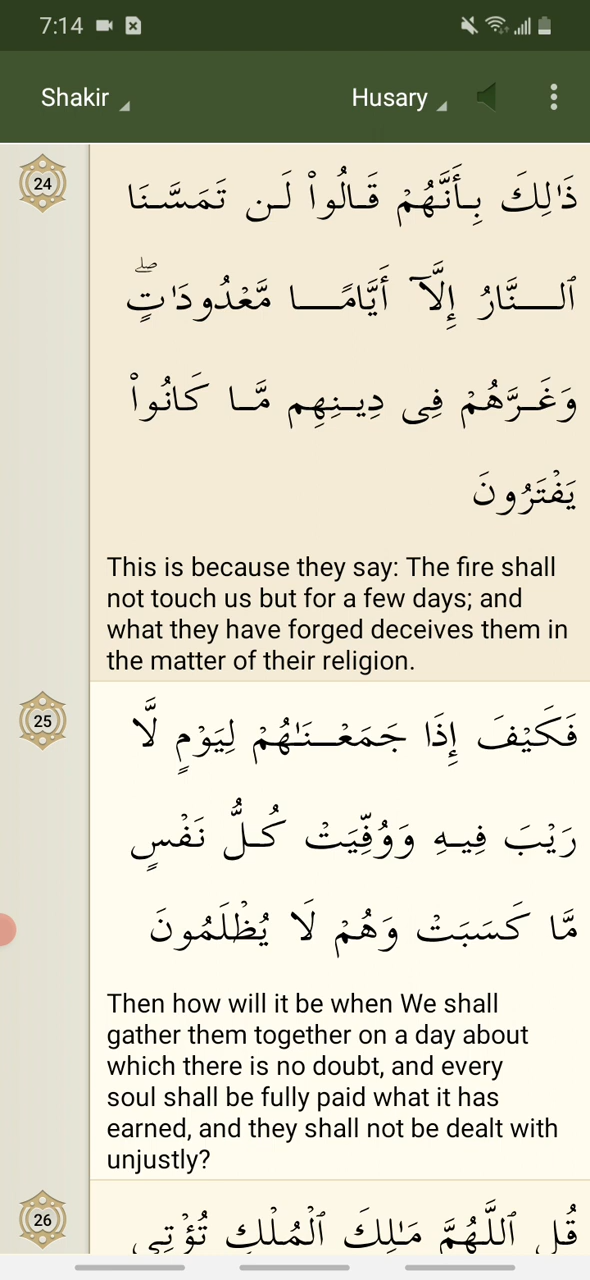 7:14
Shakir
Husary
24
ذَٰلِكَ بِأَنَّهُمْ قَالُوا۟ لَن تَمَسَّنَا
ٱلنَّارُ إِلَّآ أَيَّامًا مَّعْدُودَٰتٍ ۖ
وَغَرَّهُمْ فِى دِينِهِم مَّا كَانُوا۟
يَفْتَرُونَ
This is because they say: The fire shall
not touch us but for a few days; and
what they have forged deceives them in
the matter of their religion.
25
فَكَيْفَ إِذَا جَمَعْنَٰهُمْ لِيَوْمٍ لَّا
رَيْبَ فِيهِ وَوُفِّيَتْ كُلُّ نَفْسٍ
مَّا كَسَبَتْ وَهُمْ لَا يُظْلَمُونَ
Then how will it be when We shall
gather them together on a day about
which there is no doubt, and every
soul shall be fully paid what it has
earned, and they shall not be dealt with
unjustly?
26
قُلِ ٱللَّهُمَّ مَٰلِكَ ٱلْمُلْكِ تُؤْتِى